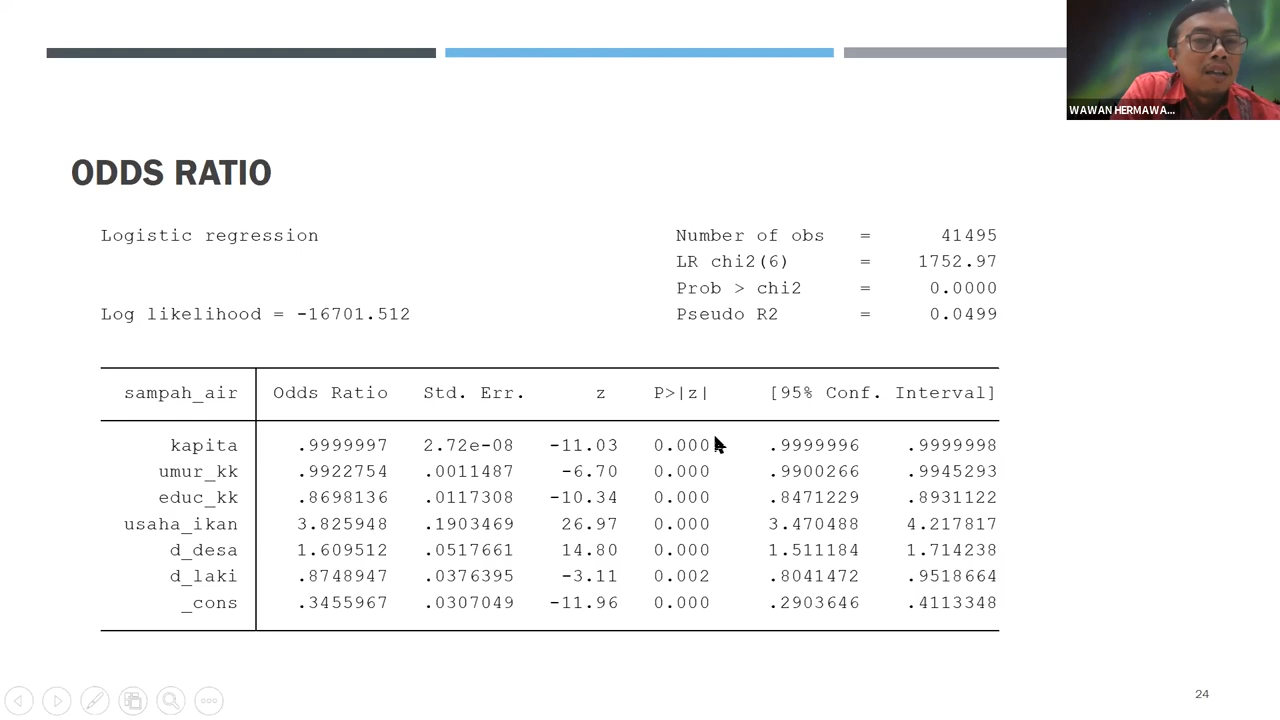 WAWAN HERMAWA...
ODDS RATIO
Logistic regression Number of obs = 41495
LR chi2(6) = 1752.97
Prob > chi2 = 0.0000
Log likelihood = -16701.512 Pseudo R2 = 0.0499
sampah_air Odds Ratio Std. Err. z P>|z| [95% Conf. Interval]
kapita .9999997 2.72e-08 -11.03 0.000 .9999996 .9999998
umur_kk .9922754 .0011487 -6.70 0.000 .9900266 .9945293
educ_kk .8698136 .0117308 -10.34 0.000 .8471229 .8931122
usaha_ikan 3.825948 .1903469 26.97 0.000 3.470488 4.217817
d_desa 1.609512 .0517661 14.80 0.000 1.511184 1.714238
d_laki .8748947 .0376395 -3.11 0.002 .8041472 .9518664
_cons .3455967 .0307049 -11.96 0.000 .2903646 .4113348
24